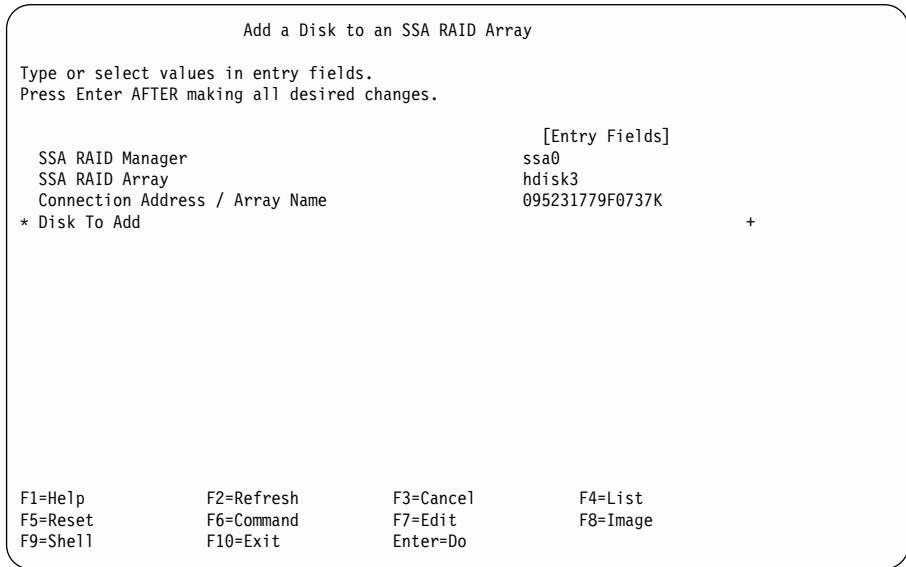 Add a Disk to an SSA RAID Array
Type or select values in entry fields.
Press Enter AFTER making all desired changes.
[Entry Fields]
SSA RAID Manager ssa0
SSA RAID Array hdisk3
Connection Address / Array Name 095231779F0737K
* Disk To Add +
F1=Help F2=Refresh F3=Cancel F4=List
F5=Reset F6=Command F7=Edit F8=Image
F9=Shell F10=Exit Enter=Do